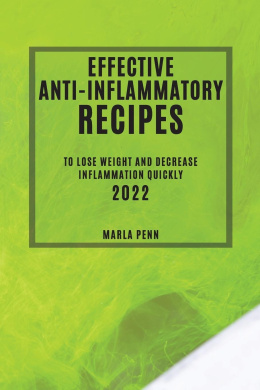 EFFECTIVE
ANTI-INFLAMMATORY
RECIPES
TO LOSE WEIGHT AND DECREASE
INFLAMMATION QUICKLY
2022
MARLA PENN